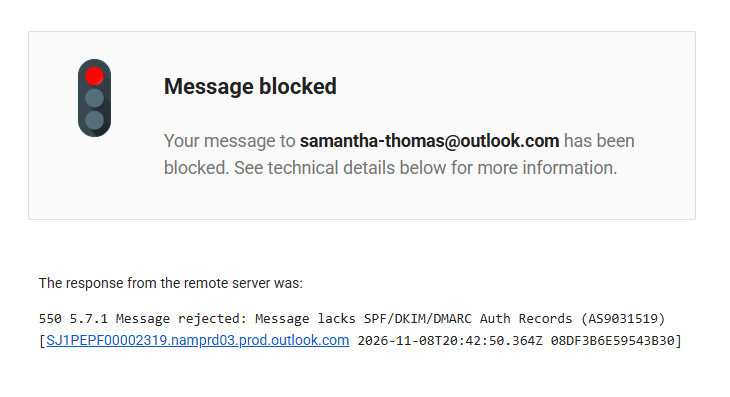 Message blocked
Your message to samantha-thomas@outlook.com has been
blocked. See technical details below for more information.
The response from the remote server was:
550 5.7.1 Message rejected: Message lacks SPF/DKIM/DMARC Auth Records (AS9031519)
[SJ1PEPF00002319.namprd03.prod.outlook.com 2026-11-08T20:42:50.364Z 08DF3B6E59543B30]